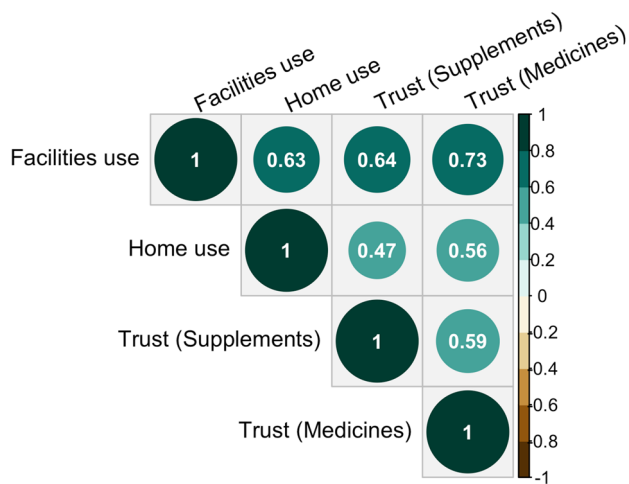 Facilities use
Home use
Trust (Supplements)
Trust (Medicines)
Facilities use 1 0.63 0.64 0.73
Home use 1 0.47 0.56
Trust (Supplements) 1 0.59
Trust (Medicines) 1
1
0.8
0.6
0.4
0.2
0
-0.2
-0.4
-0.6
-0.8
-1